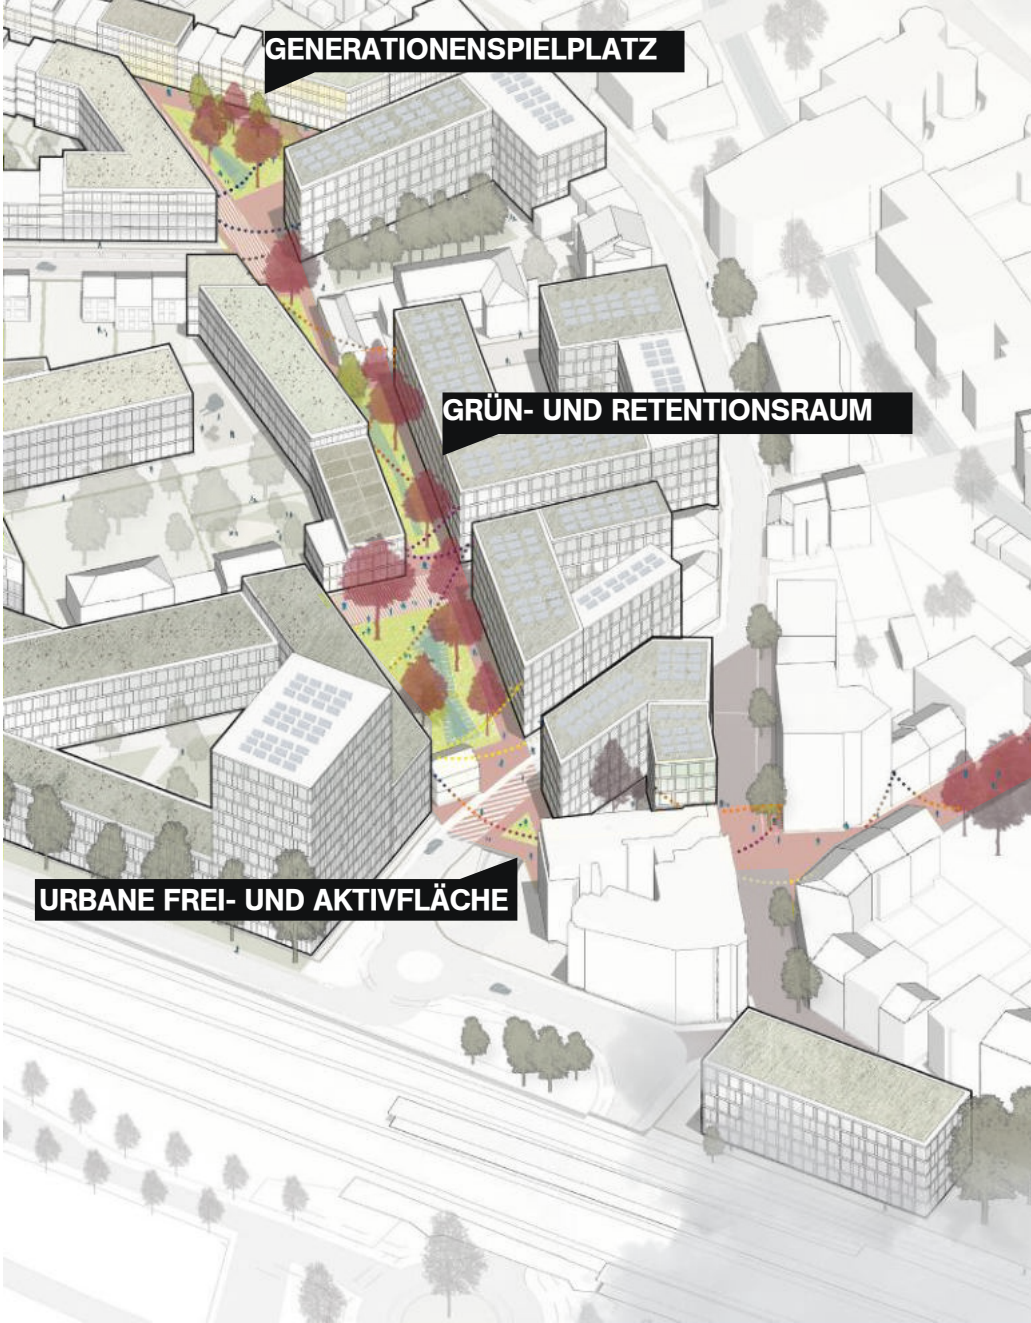 GENERATIONENSPIELPLATZ
GRÜN- UND RETENTIONSRAUM
URBANE FREI- UND AKTIVFLÄCHE